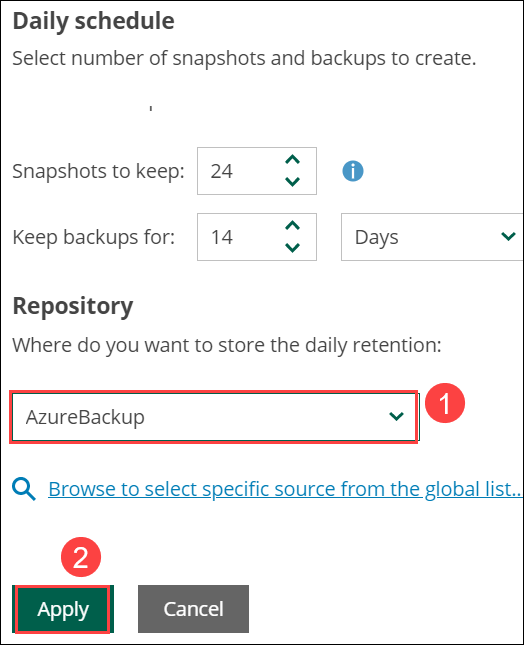 Daily schedule
Select number of snapshots and backups to create.
Snapshots to keep: 24
Keep backups for: 14 Days
Repository
Where do you want to store the daily retention:
AzureBackup 1
Browse to select specific source from the global list...
2
Apply Cancel